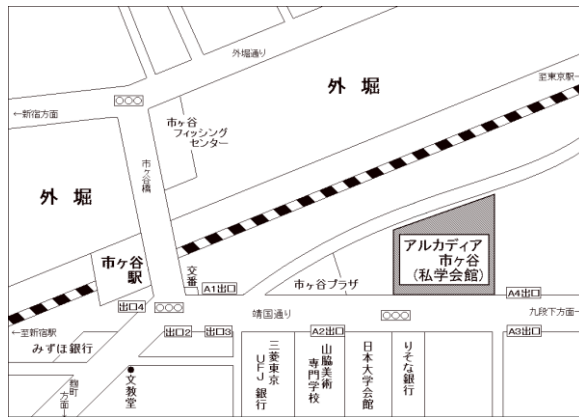 外堀通り
至東京駅→
外 堀
←新宿方面
市ヶ谷
フィッシング
センター
市ヶ谷橋
外 堀
アルカディア
市ヶ谷
(私学会館)
市ヶ谷
駅
交番
市ヶ谷プラザ
A1出口
A4出口
出口4
靖国通り
九段下方面→
←至新宿駅
出口2
出口3
A2出口
A3出口
みずほ銀行
麹町方面
文教堂
三菱東京
UFJ銀行
山脇美術
専門学校
日本大学会館
りそな銀行